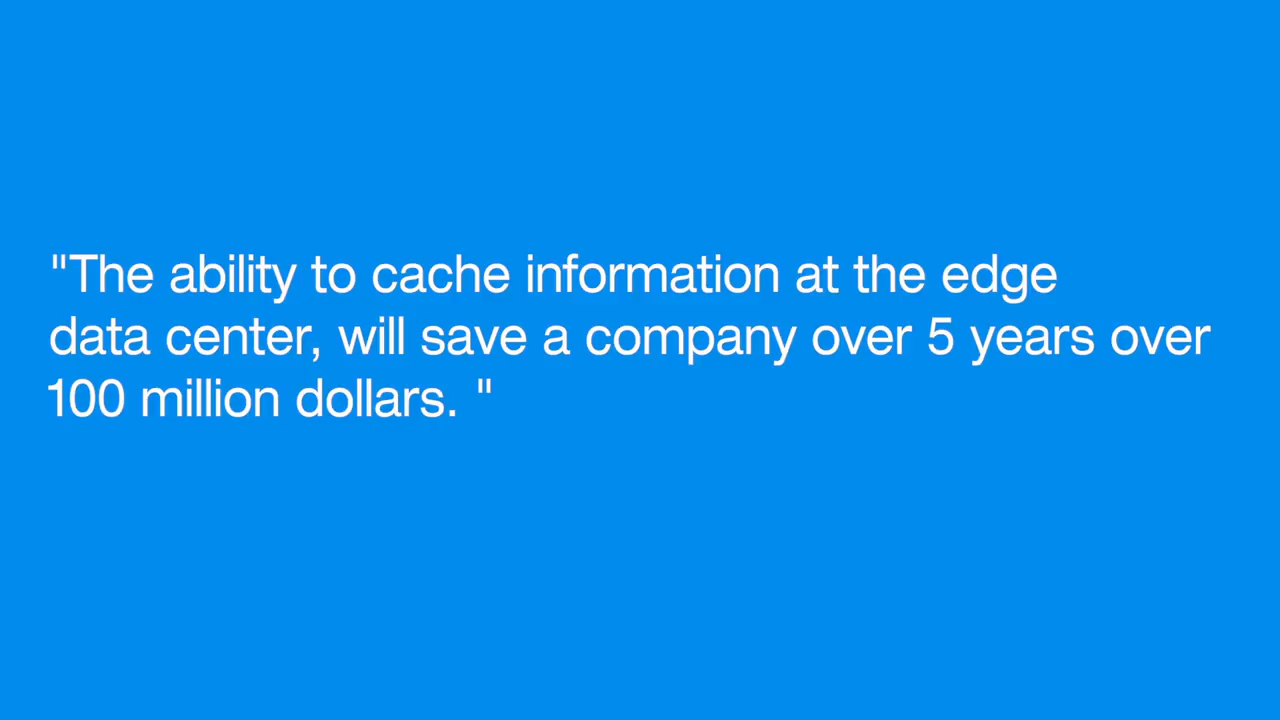 "The ability to cache information at the edge
data center, will save a company over 5 years over
100 million dollars. "